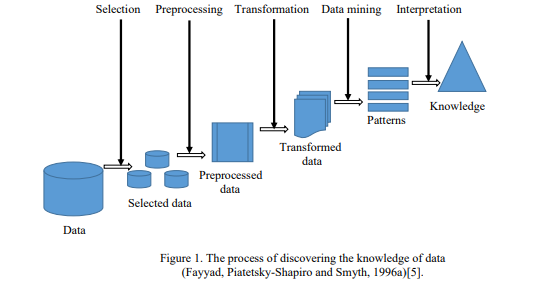 Selection Preprocessing Transformation Data mining Interpretation
Knowledge
Patterns
Transformed
data
Preprocessed
data
Selected data
Data
Figure 1. The process of discovering the knowledge of data
(Fayyad, Piatetsky-Shapiro and Smyth, 1996a)[5].